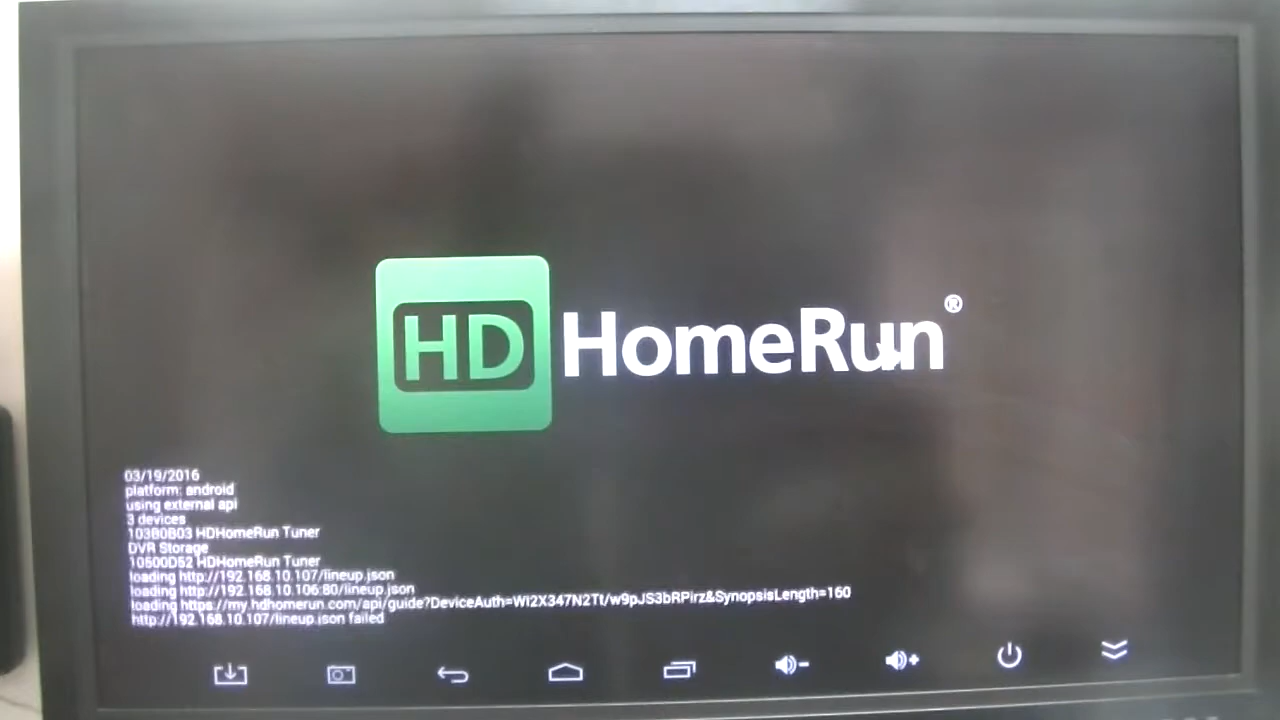 HD HomeRun®
03/19/2016
platform: android
using external api
3 devices
103B0B03 HDHomeRun Tuner
DVR Storage
10500D52 HDHomeRun Tuner
loading http://192.168.10.107/lineup.json
loading http://192.168.10.106:80/lineup.json
loading https://my.hdhomerun.com/api/guide?DeviceAuth=WI2X347N2Tt/w9pJS3bRPirz&SynopsisLength=160
http://192.168.10.107/lineup.json failed